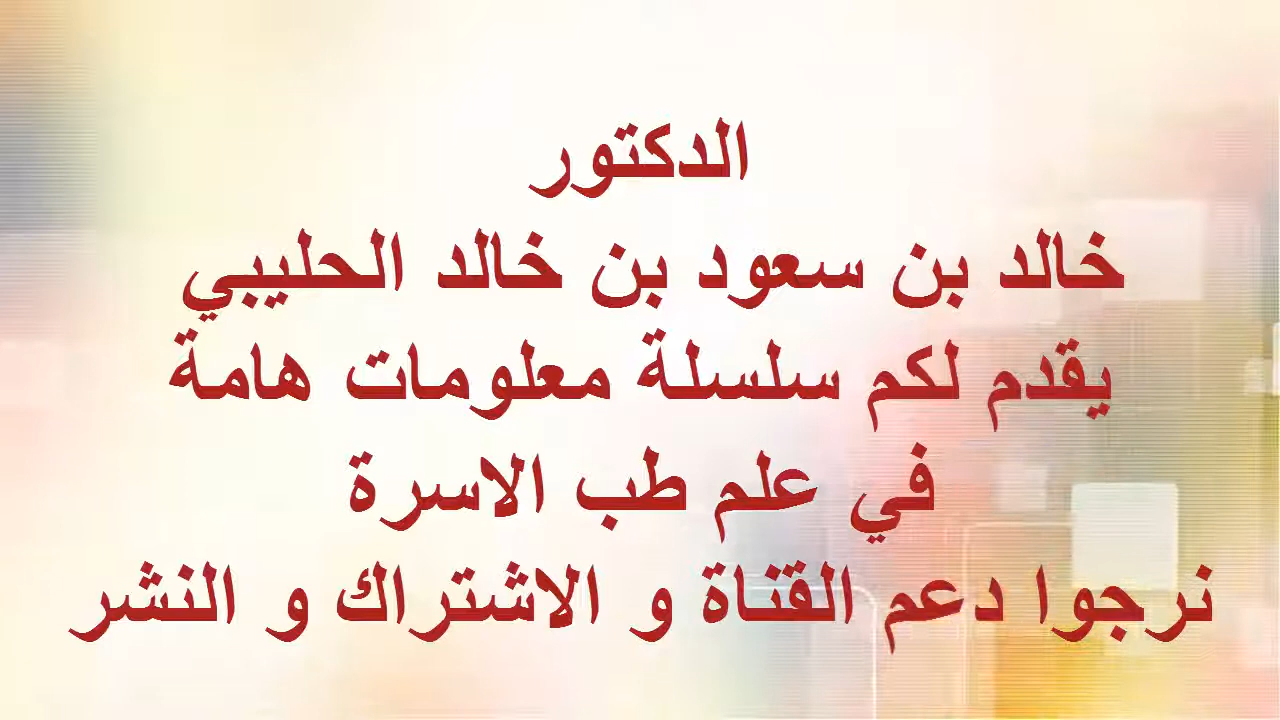 الدكتور
خالد بن سعود بن خالد الحليبي
يقدم لكم سلسلة معلومات هامة
في علم طب الاسرة
نرجوا دعم القناة و الاشتراك و النشر